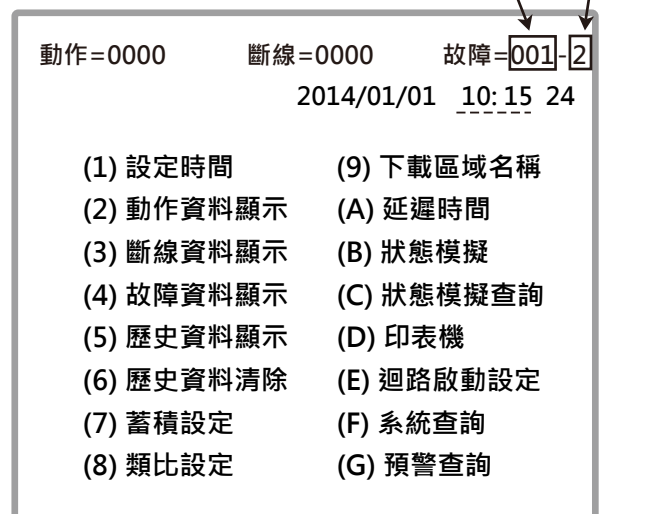 動作=0000 斷線=0000 故障=001-2
2014/01/01 10:15 24
(1) 設定時間 (9) 下載區域名稱
(2) 動作資料顯示 (A) 延遲時間
(3) 斷線資料顯示 (B) 狀態模擬
(4) 故障資料顯示 (C) 狀態模擬查詢
(5) 歷史資料顯示 (D) 印表機
(6) 歷史資料清除 (E) 迴路啟動設定
(7) 蓄積設定 (F) 系統查詢
(8) 類比設定 (G) 預警查詢